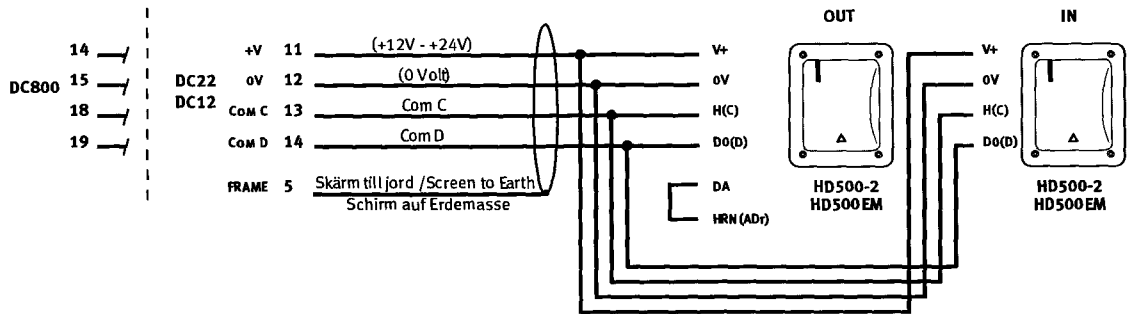 OUT
IN
14
+V 11 (+12V - +24V)
V+
V+
DC800 15
DC22 0V 12 (0 Volt)
0V
0V
18
DC12 COM C 13 Com C
H(C)
H(C)
19
COM D 14 Com D
D0(D)
D0(D)
FRAME 5 Skärm till jord /Screen to Earth
Schirm auf Erdemasse
DA
HRN (ADr)
HD500-2
HD500EM
HD500-2
HD500EM